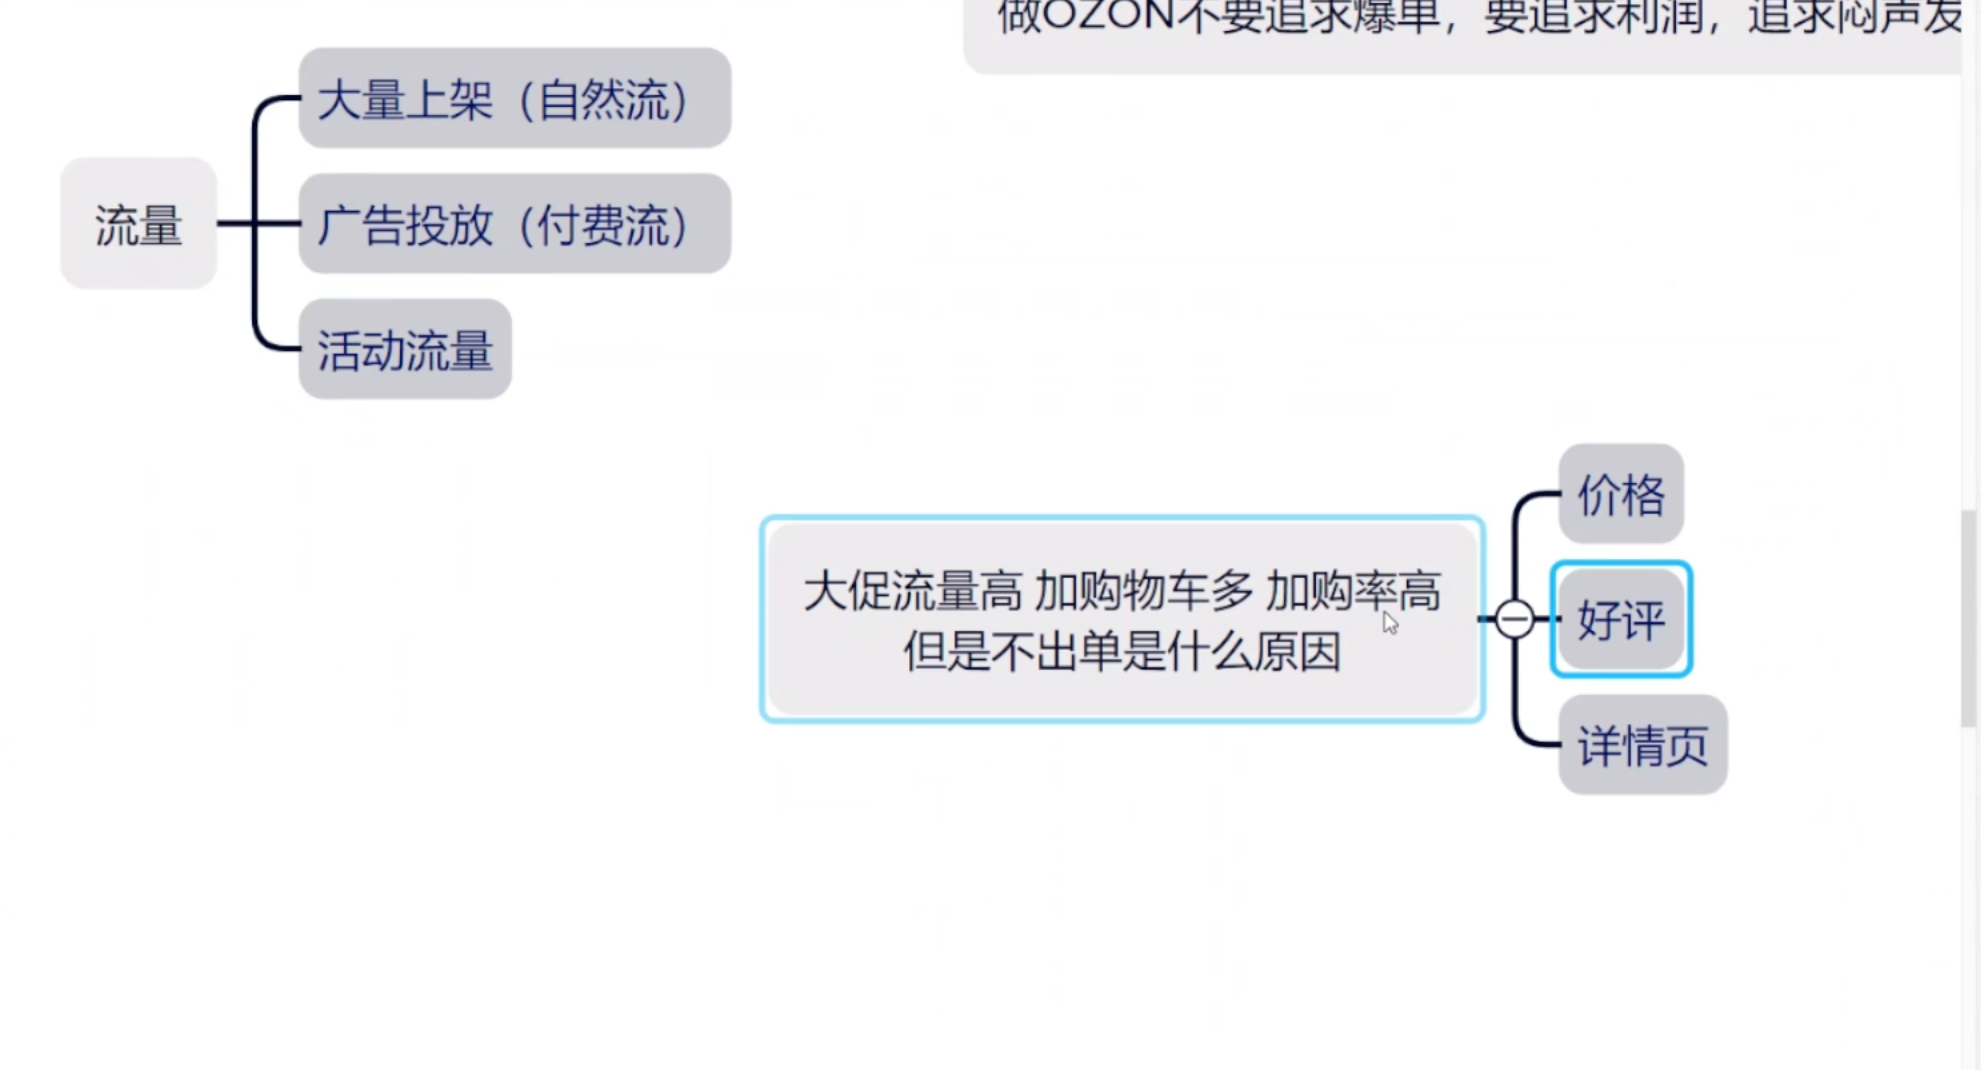 做OZON不要追求爆单，要追求利润，追求闷声发
大量上架（自然流）
流量
广告投放（付费流）
活动流量
价格
大促流量高 加购物车多 加购率高
但是不出单是什么原因
好评
详情页